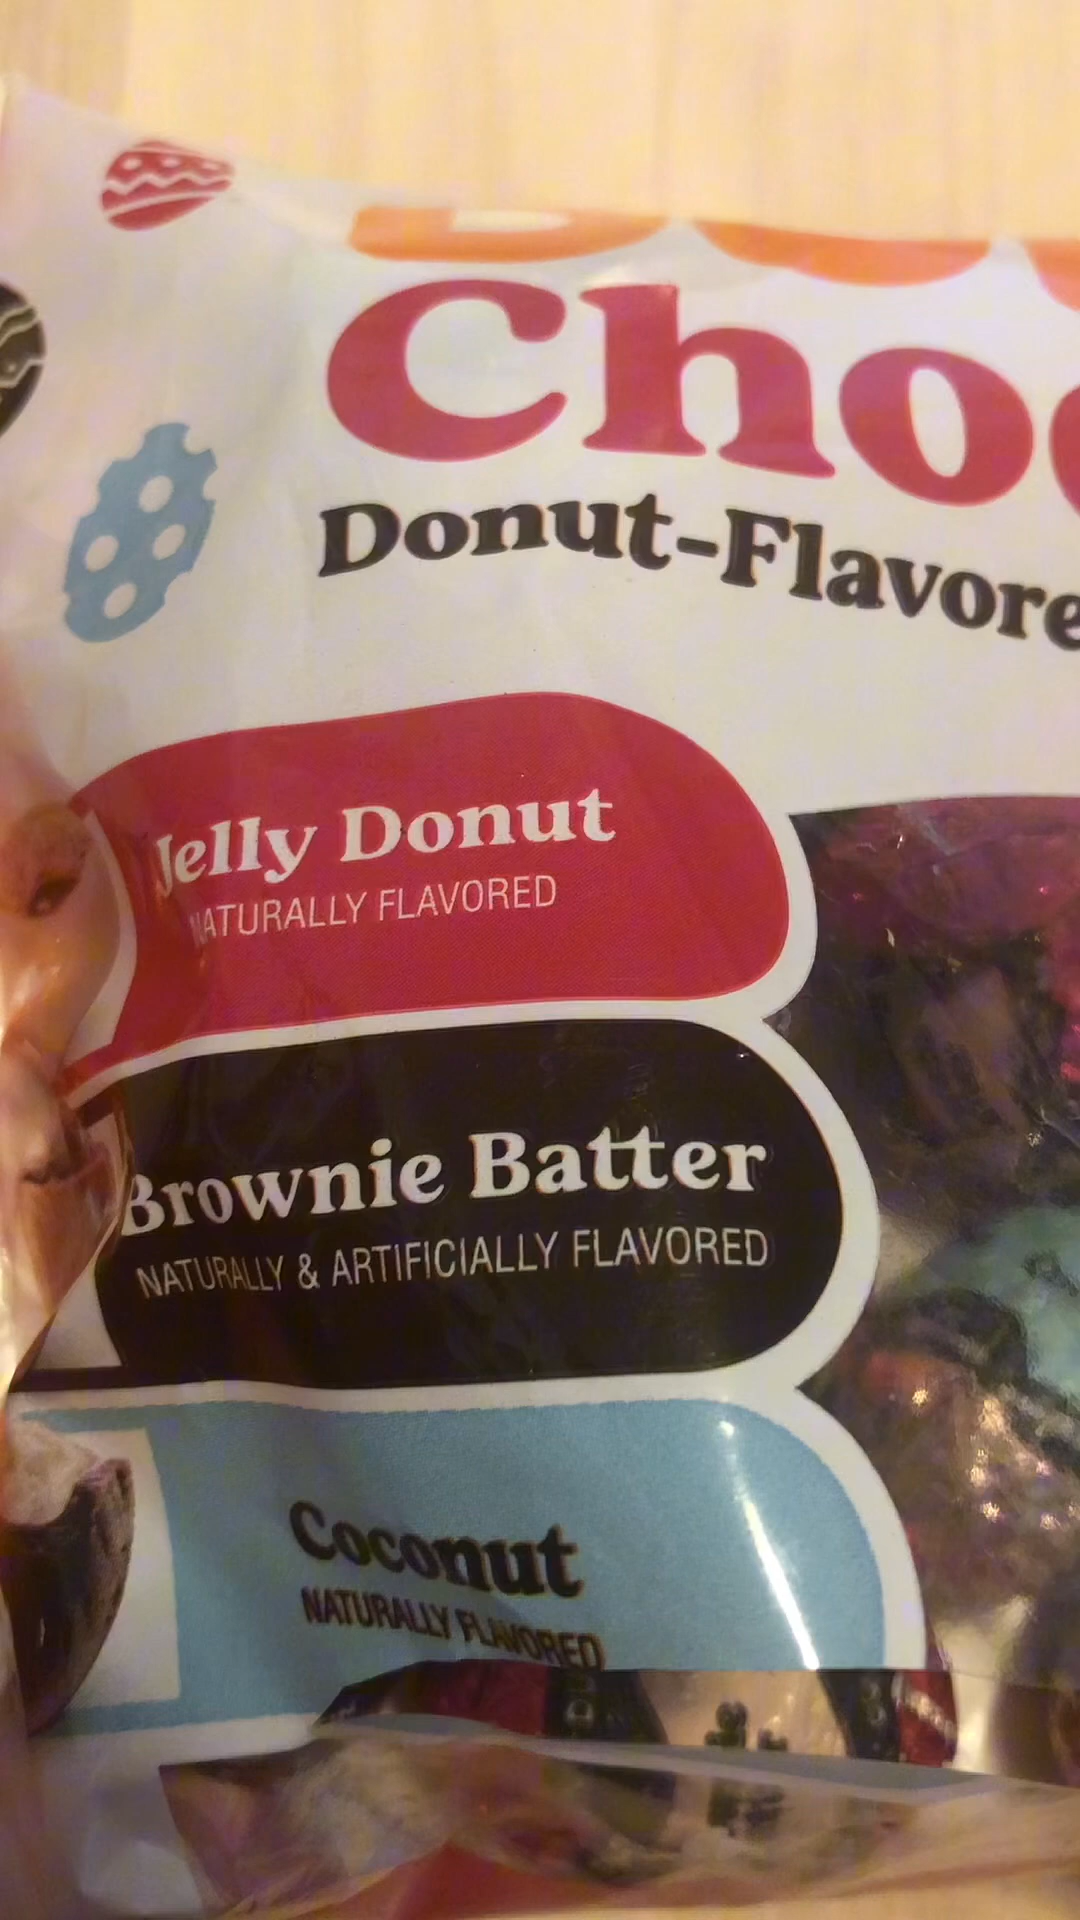 Cho
Donut-Flavore
Jelly Donut
NATURALLY FLAVORED
Brownie Batter
NATURALLY & ARTIFICIALLY FLAVORED
Coconut
NATURALLY FLAVORED